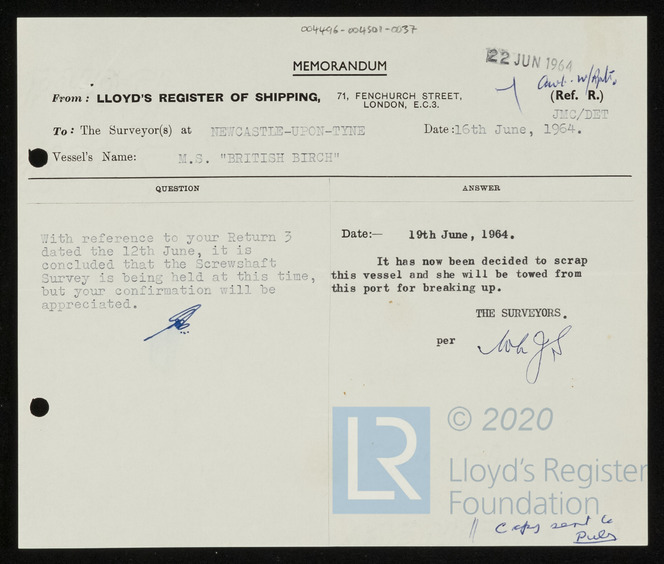 004496-004501-0037
MEMORANDUM
22 JUN 1964
From: LLOYD'S REGISTER OF SHIPPING, 71, FENCHURCH STREET,
LONDON, E.C.3.
(Ref. R.)
JMC/DET
To: The Surveyor(s) at NEWCASTLE-UPON-TYNE Date: 16th June, 1964.
Vessel's Name: M.S. "BRITISH BIRCH"
QUESTION
With reference to your Return 3
dated the 12th June, it is
concluded that the Screwshaft
Survey is being held at this time,
but your confirmation will be
appreciated.
ANSWER
Date:— 19th June, 1964.
It has now been decided to scrap
this vessel and she will be towed from
this port for breaking up.
THE SURVEYORS.
per
LR
© 2020
Lloyd's Register
Foundation
Copy sent to